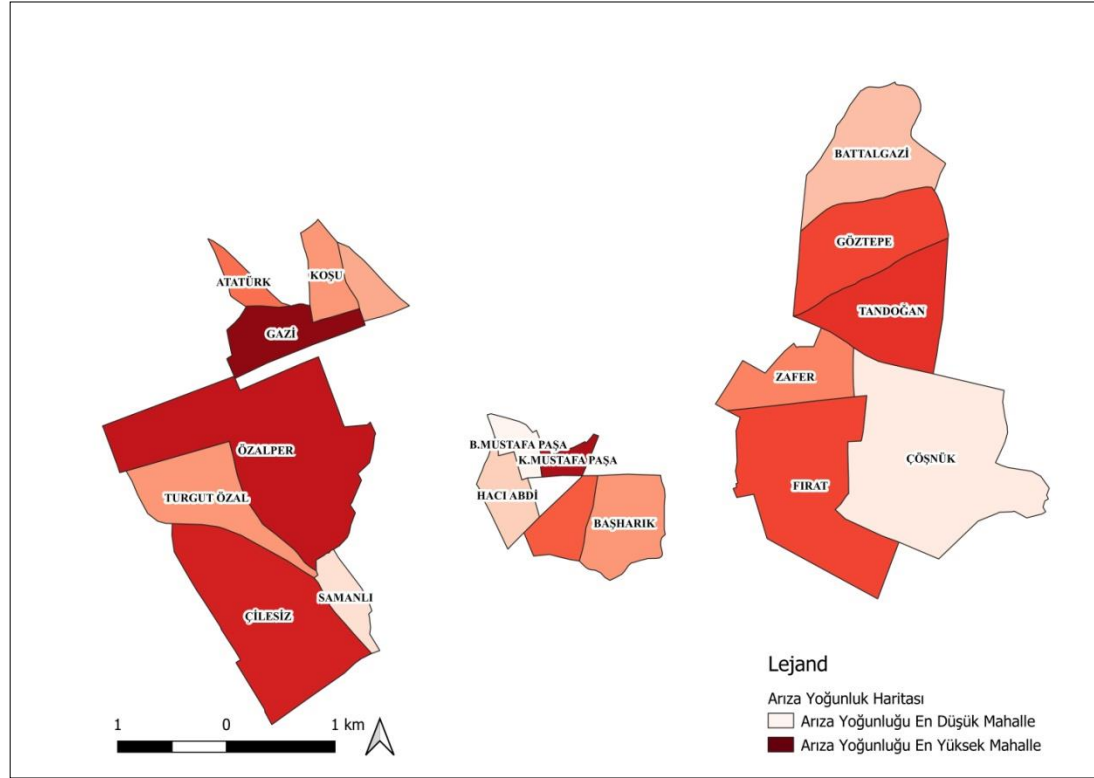 BATTALGAZİ
GÖZTEPE
ATATÜRK
KOŞU
TANDOĞAN
GAZİ
ZAFER
B.MUSTAFA PAŞA
ÖZALPER
K.MUSTAFA PAŞA
ÇÖŞNÜK
FIRAT
HACI ABDİ
TURGUT ÖZAL
BAŞHARIK
SAMANLI
ÇİLESİZ
Lejand
Arıza Yoğunluk Haritası
Arıza Yoğunluğu En Düşük Mahalle
Arıza Yoğunluğu En Yüksek Mahalle
1 0 1 km